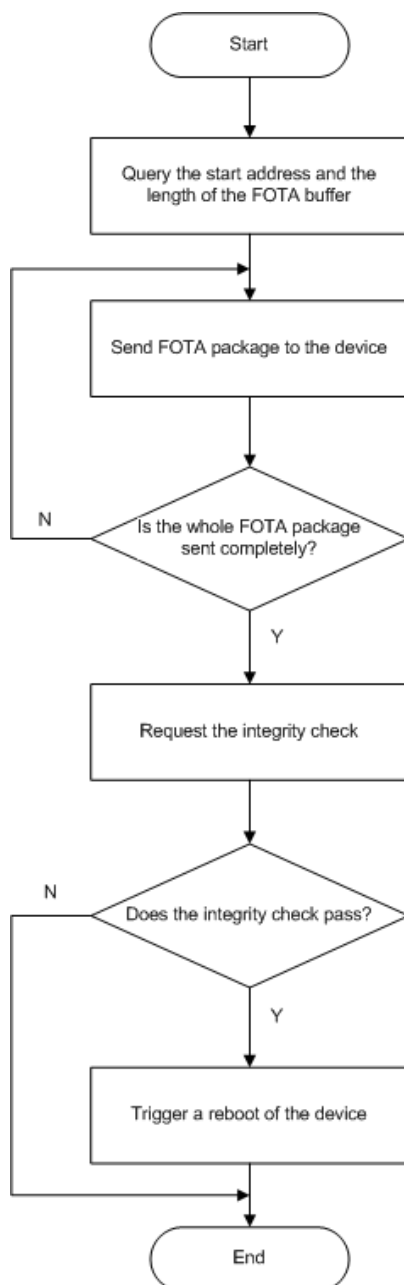 Start
Query the start address and the
length of the FOTA buffer
Send FOTA package to the device
Is the whole FOTA package
sent completely?
N
Y
Request the integrity check
Does the integrity check pass?
N
Y
Trigger a reboot of the device
End